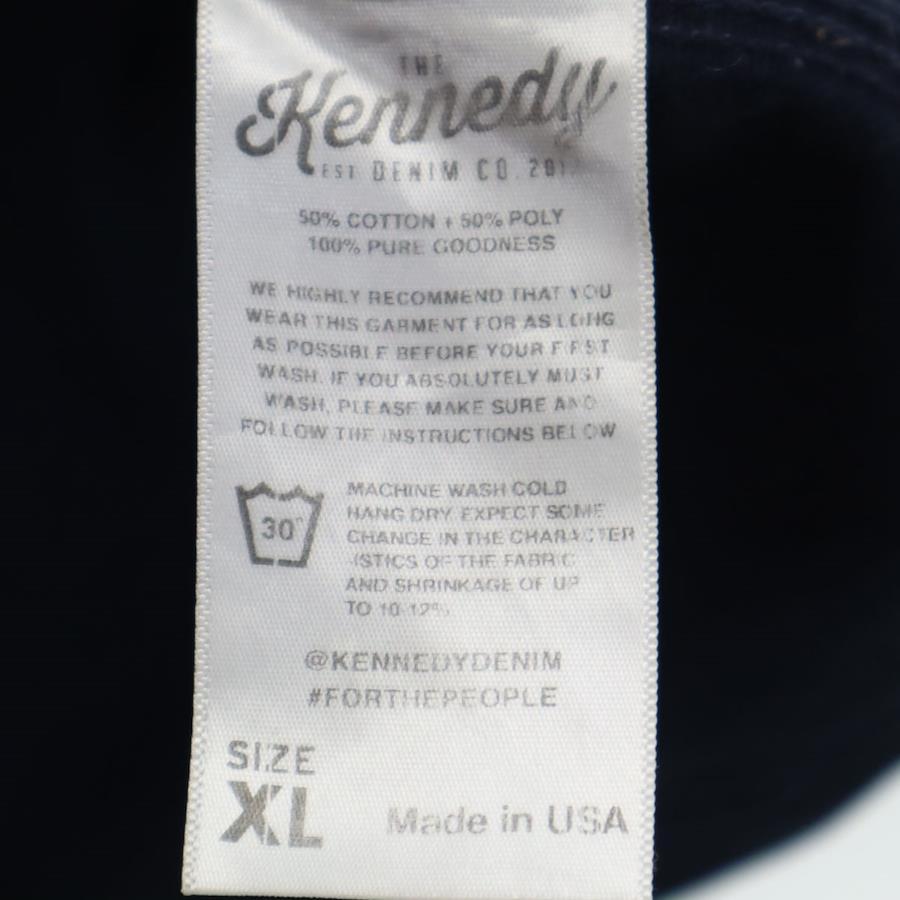 THE
Kennedy
EST DENIM CO. 201
50% COTTON + 50% POLY
100% PURE GOODNESS
WE HIGHLY RECOMMEND THAT YOU
WEAR THIS GARMENT FOR AS LONG
AS POSSIBLE BEFORE YOUR FIRST
WASH. IF YOU ABSOLUTELY MUST
WASH, PLEASE MAKE SURE AND
FOLLOW THE INSTRUCTIONS BELOW
30°
MACHINE WASH COLD
HANG DRY. EXPECT SOME
CHANGE IN THE CHARACTER
-ISTICS OF THE FABRIC
AND SHRINKAGE OF UP
TO 10-12%
@KENNEDYDENIM
#FORTHEPEOPLE
SIZE
XL
Made in USA